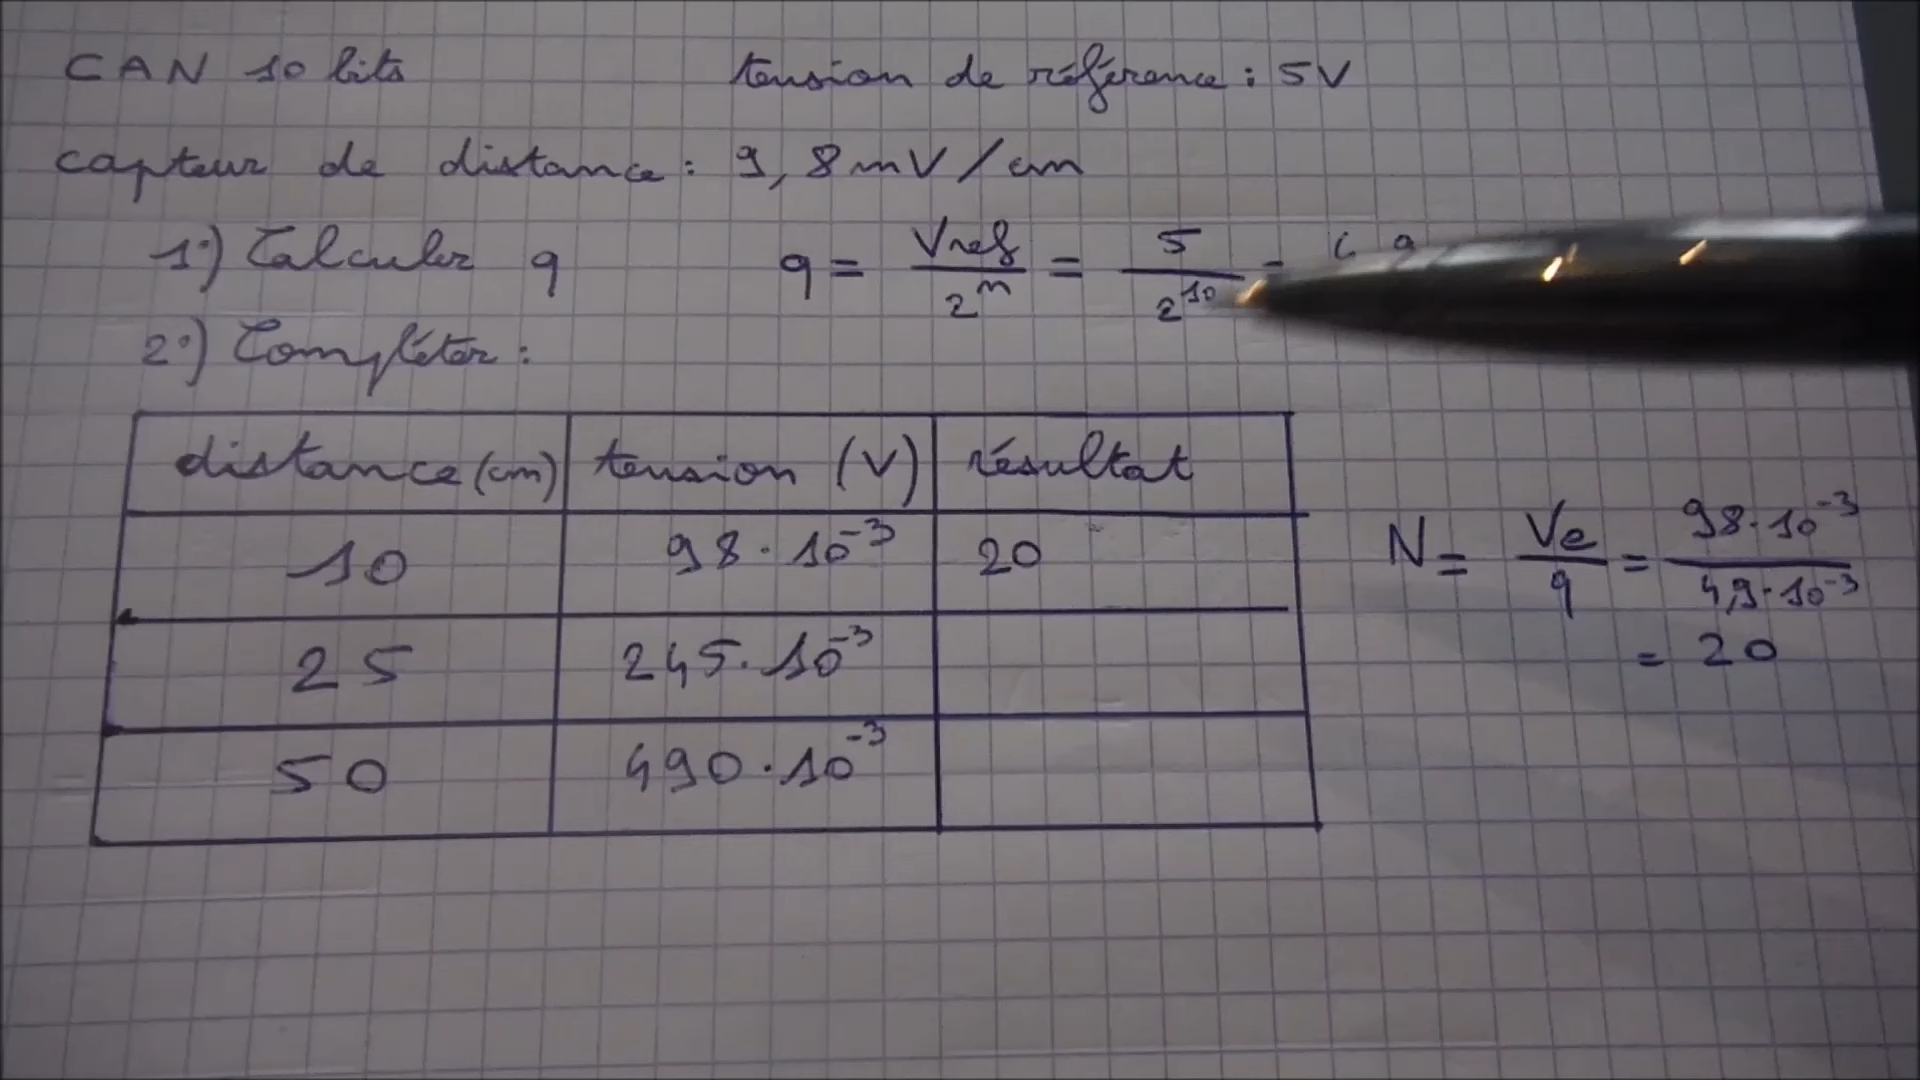 CAN 10 bits tension de référence : 5V
capteur de distance : 9,8mV/cm
1°) Calculer q q = Vref / 2^n = 5 / 2^10 =
2°) Compléter :
distance (cm) tension (V) résultat
10 98 · 10^-3 20
25 245 · 10^-3
50 490 · 10^-3
N = Ve / q = 98 · 10^-3 / 4,9 · 10^-3
= 20